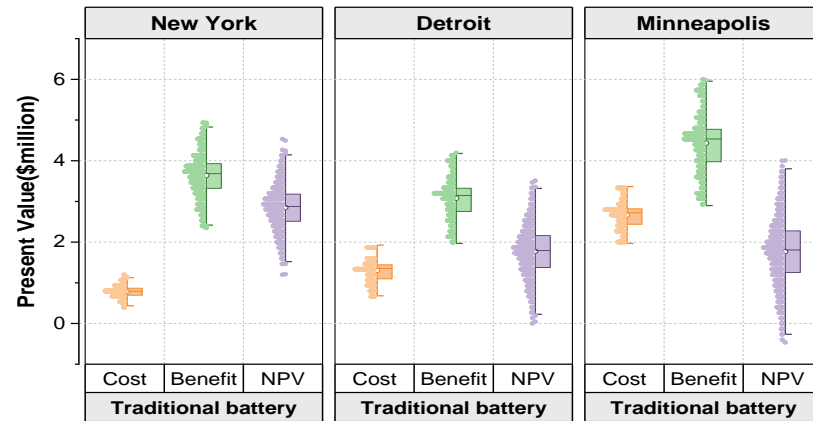 New York
Detroit
Minneapolis
Present Value($million)
6
4
2
0
Cost
Benefit
NPV
Cost
Benefit
NPV
Cost
Benefit
NPV
Traditional battery
Traditional battery
Traditional battery